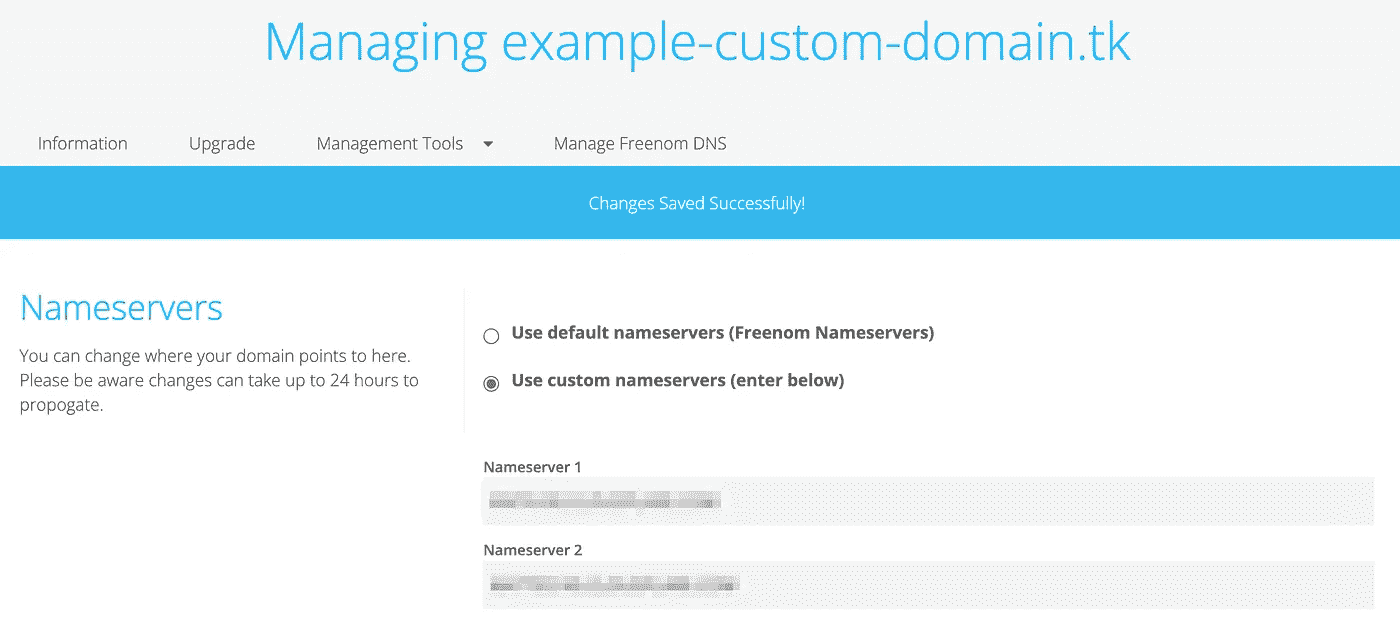 Managing example-custom-domain.tk
Information Upgrade Management Tools Manage Freenom DNS
Changes Saved Successfully!
Nameservers
You can change where your domain points to here.
Please be aware changes can take up to 24 hours to
propogate.
Use default nameservers (Freenom Nameservers)
Use custom nameservers (enter below)
Nameserver 1
Nameserver 2